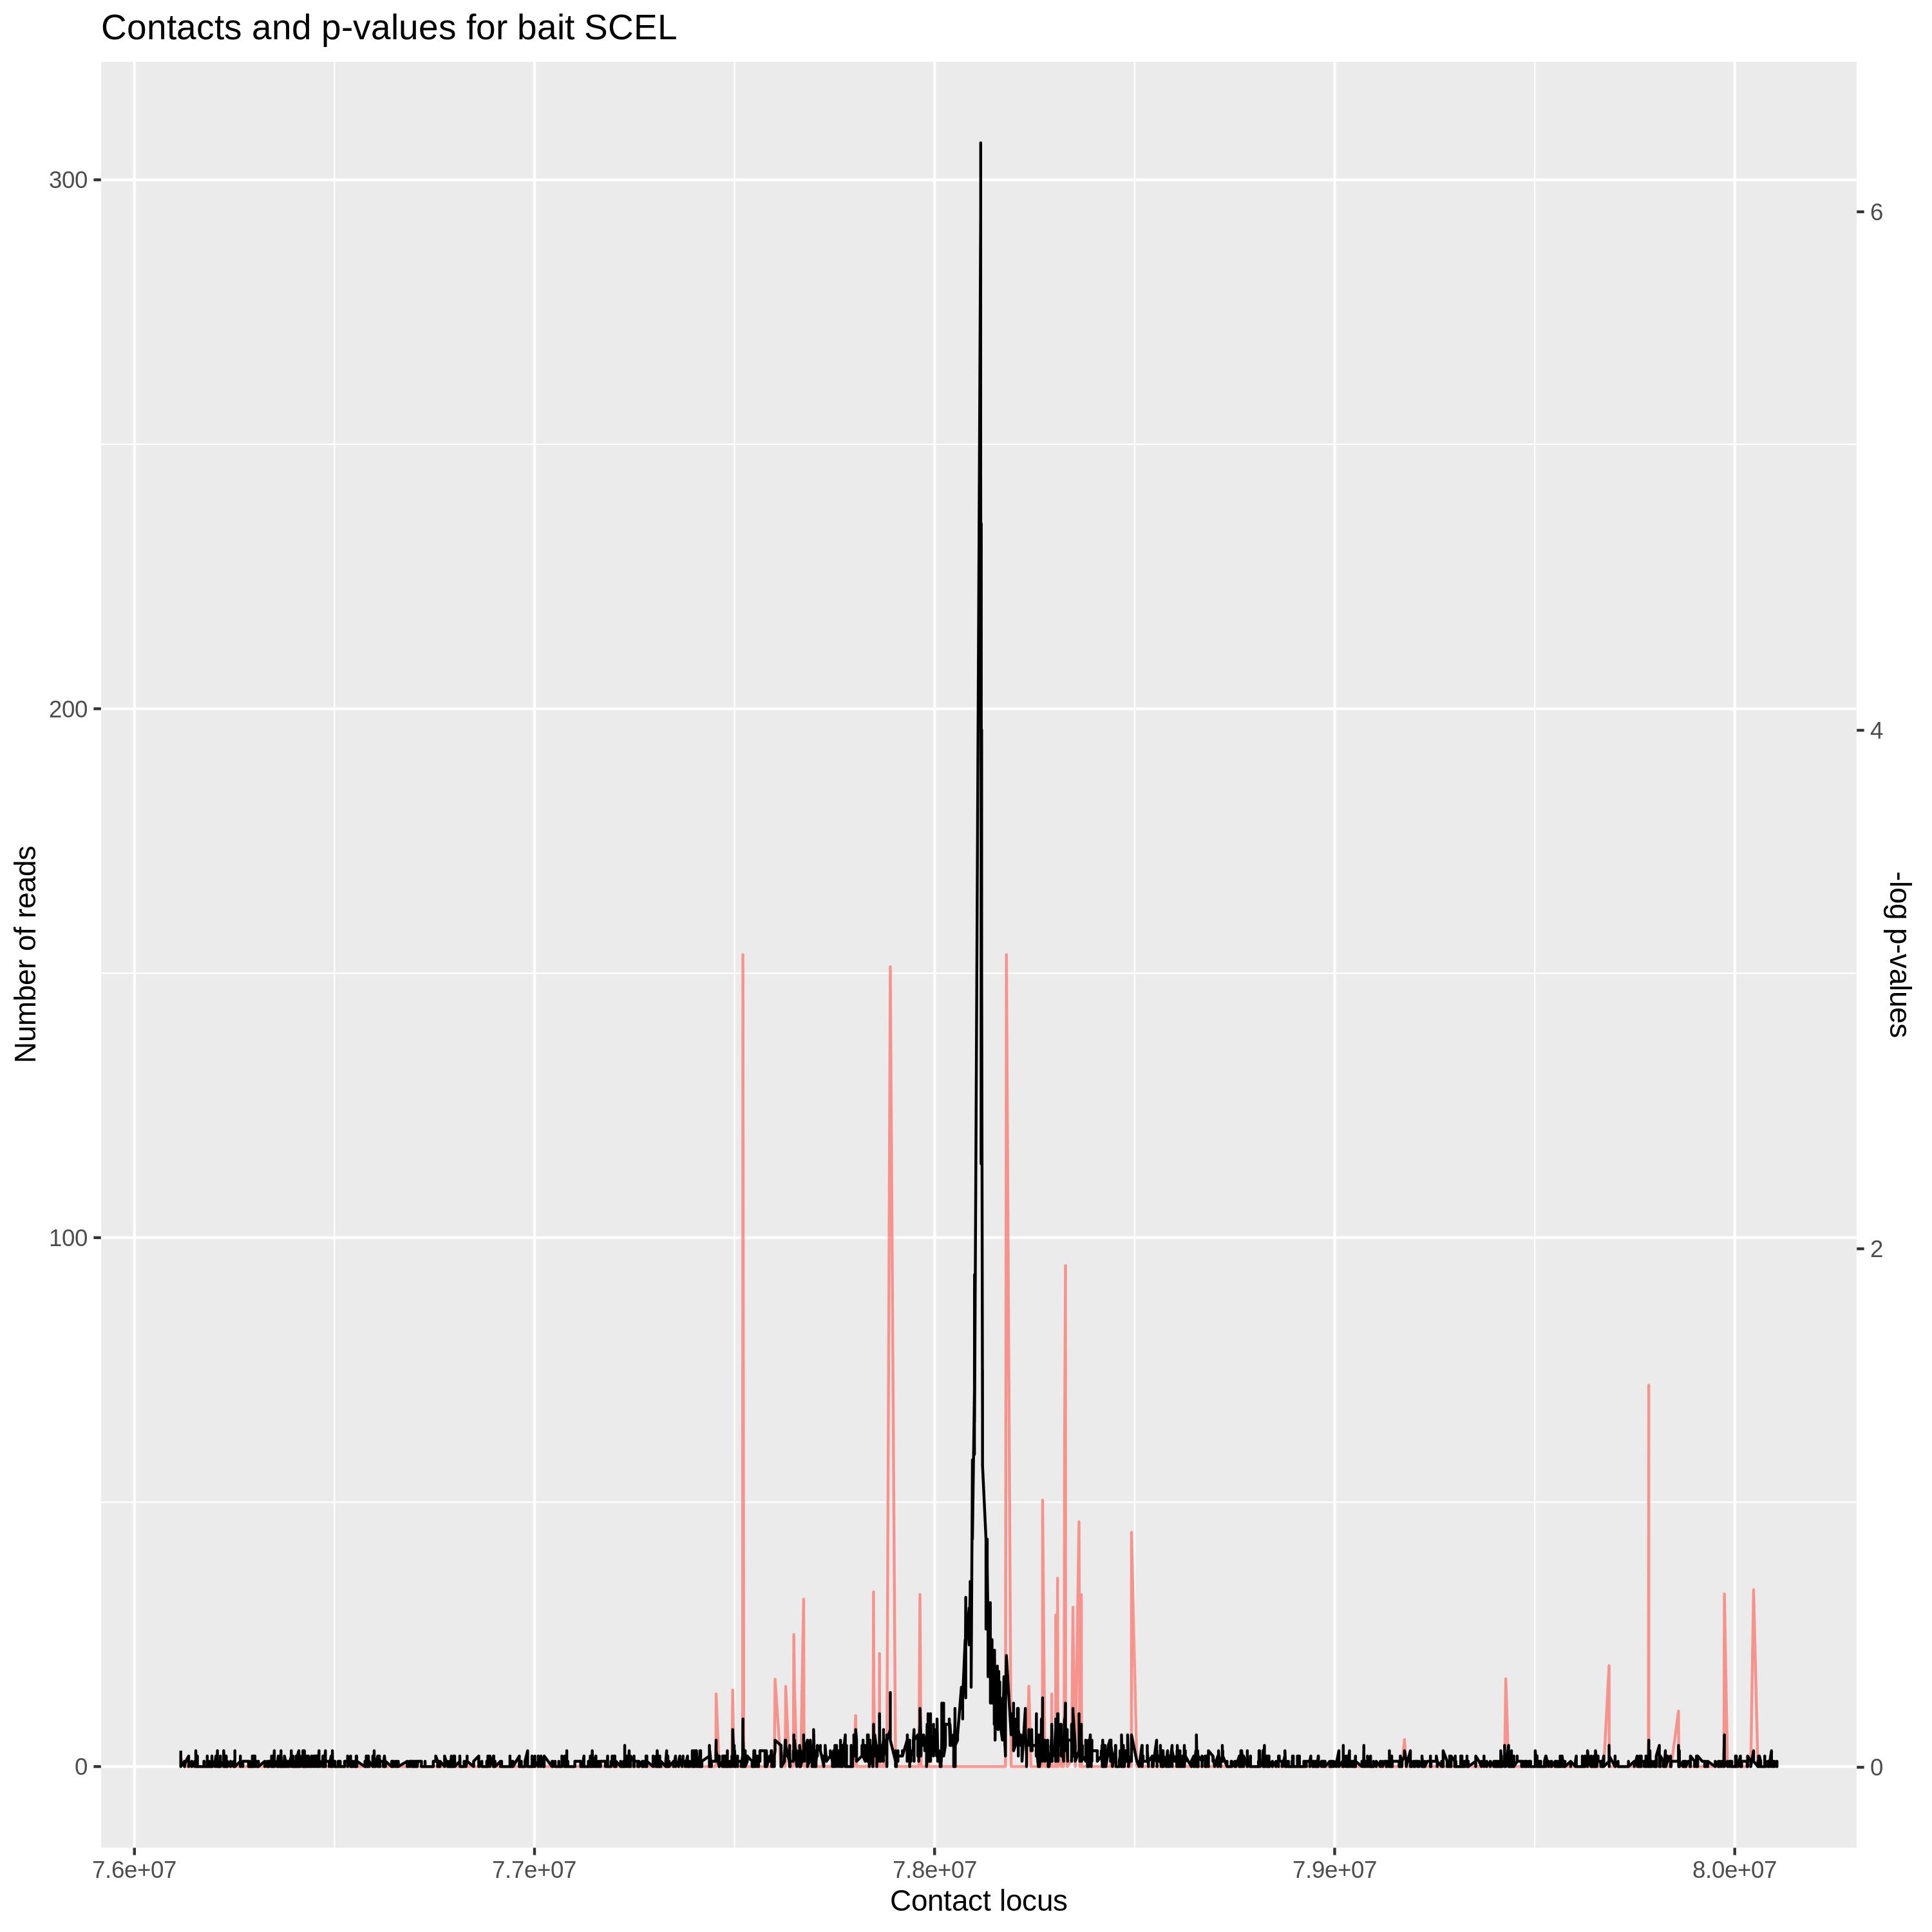 Contacts and p-values for bait SCEL
300
200
100
0
Number of reads
6
4
2
0
-log p-values
7.6e+07 7.7e+07 7.8e+07 7.9e+07 8.0e+07
Contact locus